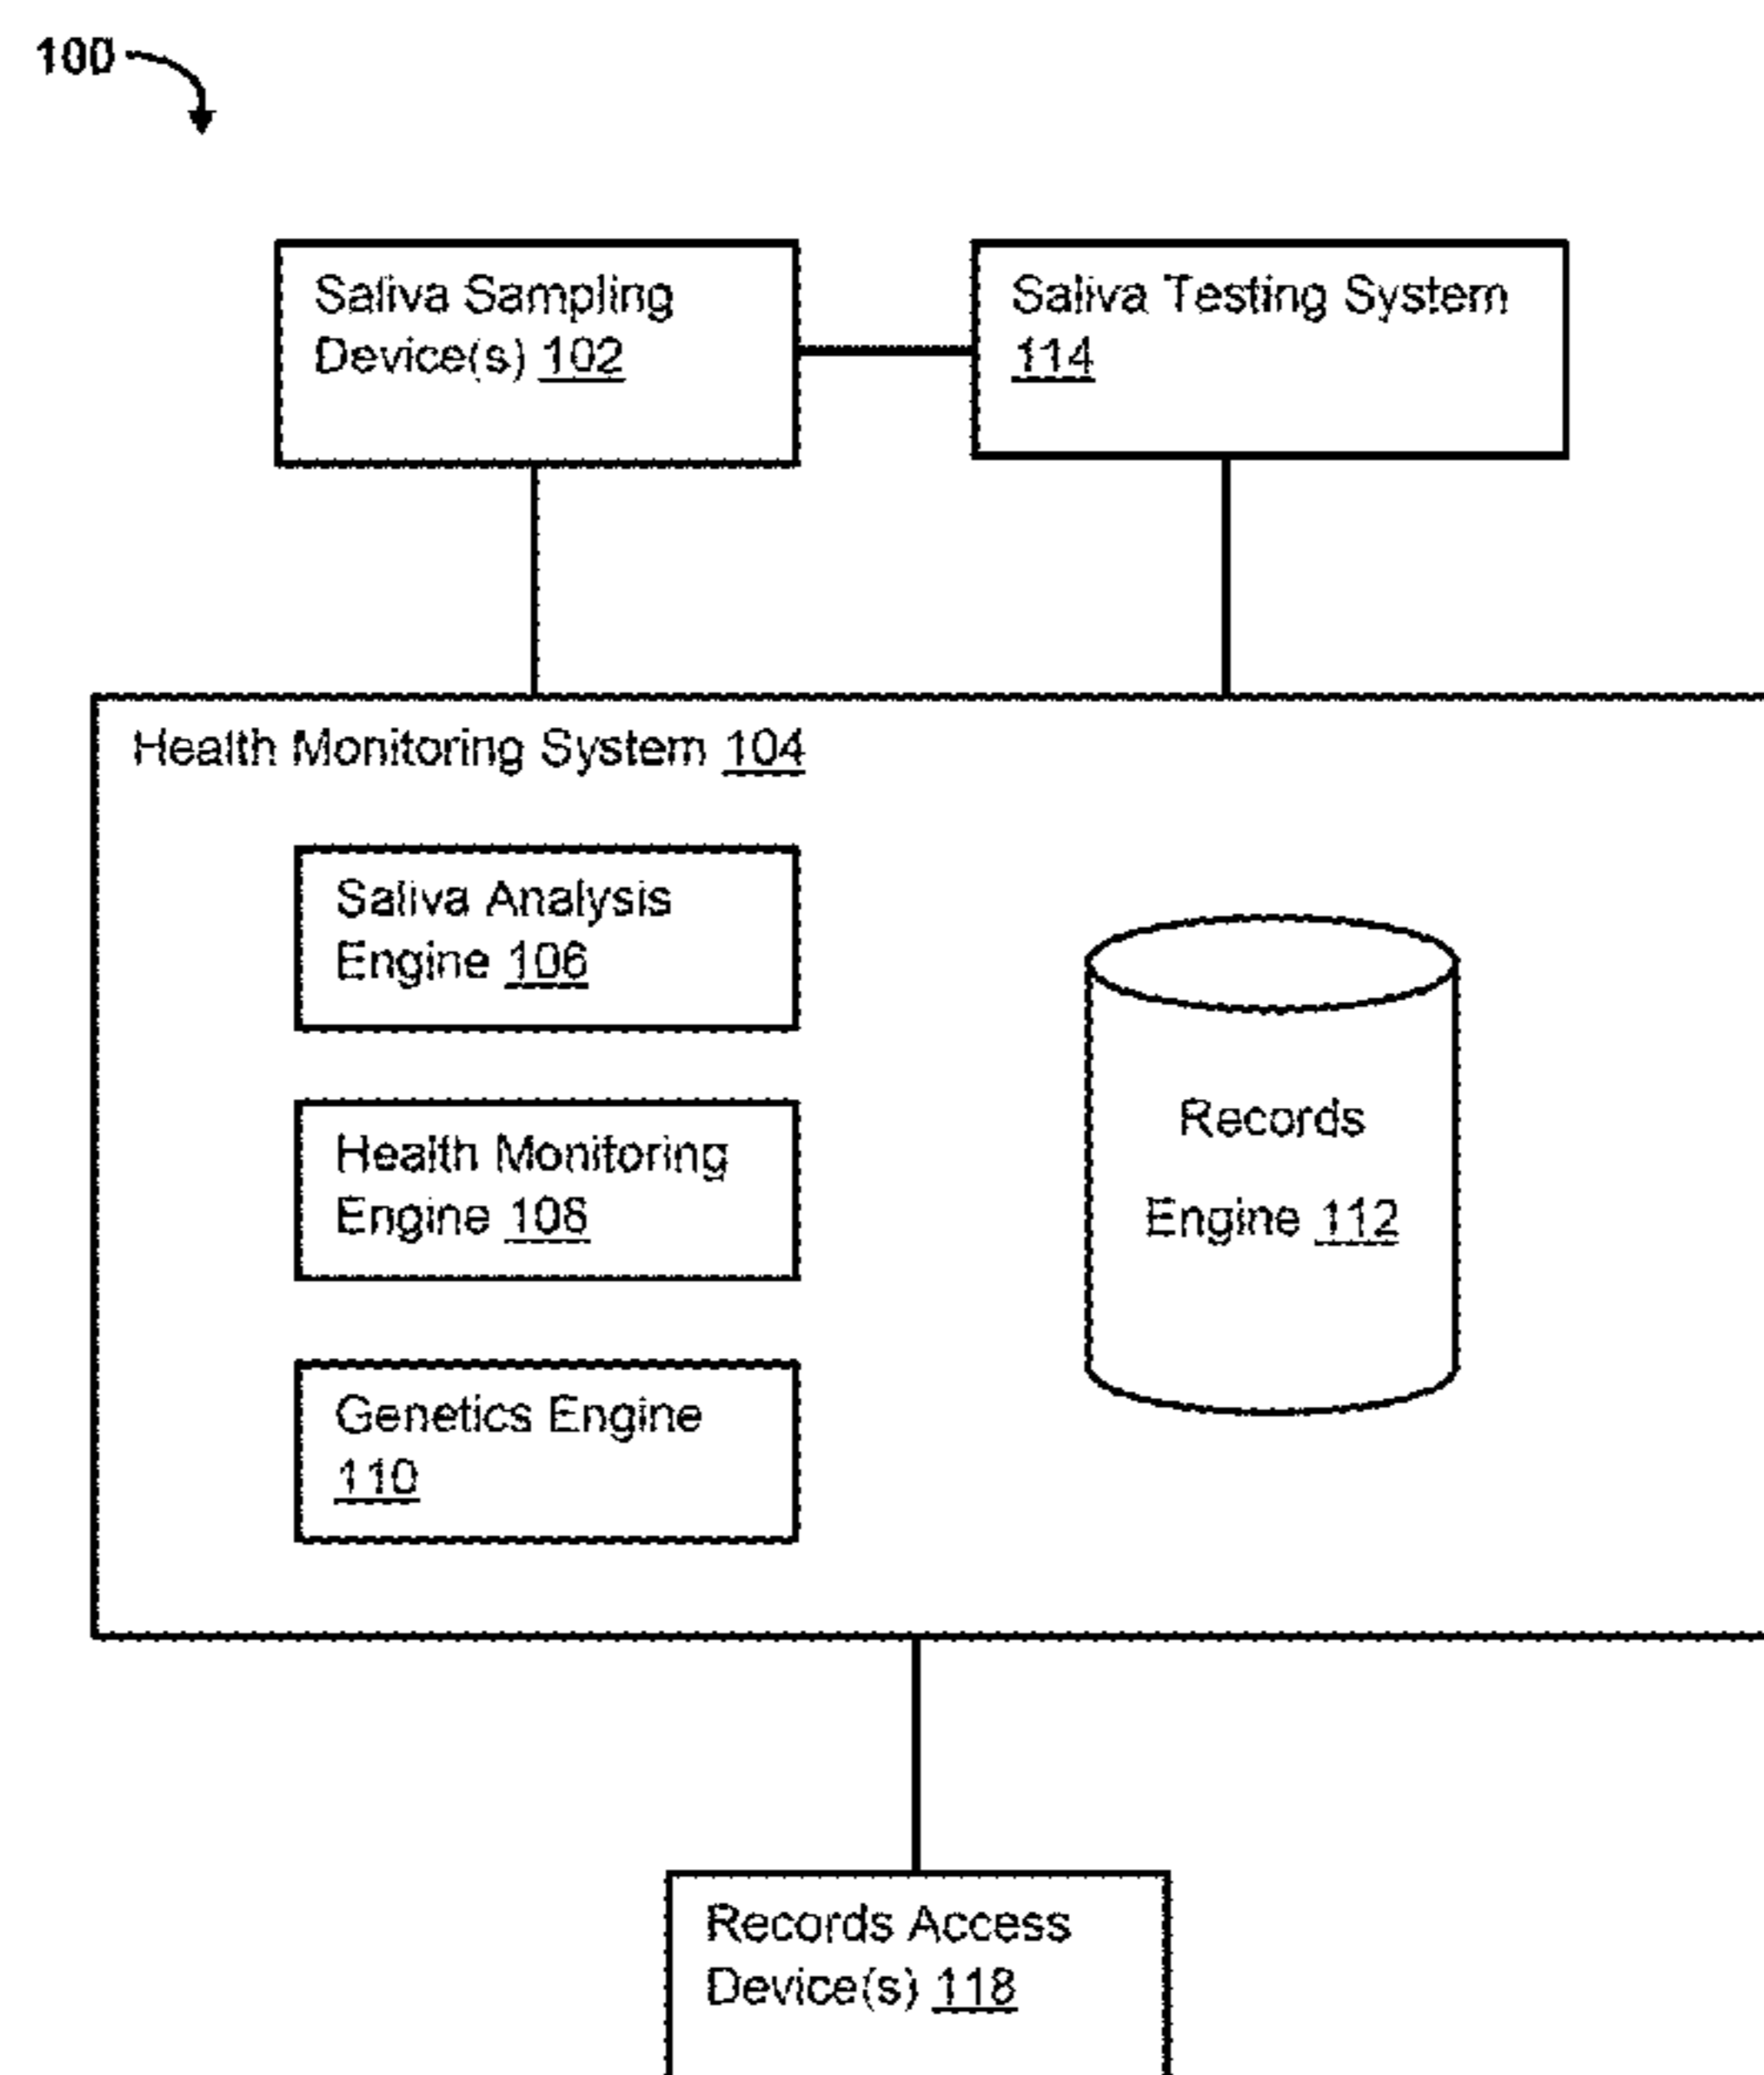 100
Saliva Sampling
Device(s) 102
Saliva Testing System
114
Health Monitoring System 104
Saliva Analysis
Engine 106
Health Monitoring
Engine 108
Genetics Engine
110
Records
Engine 112
Records Access
Device(s) 118